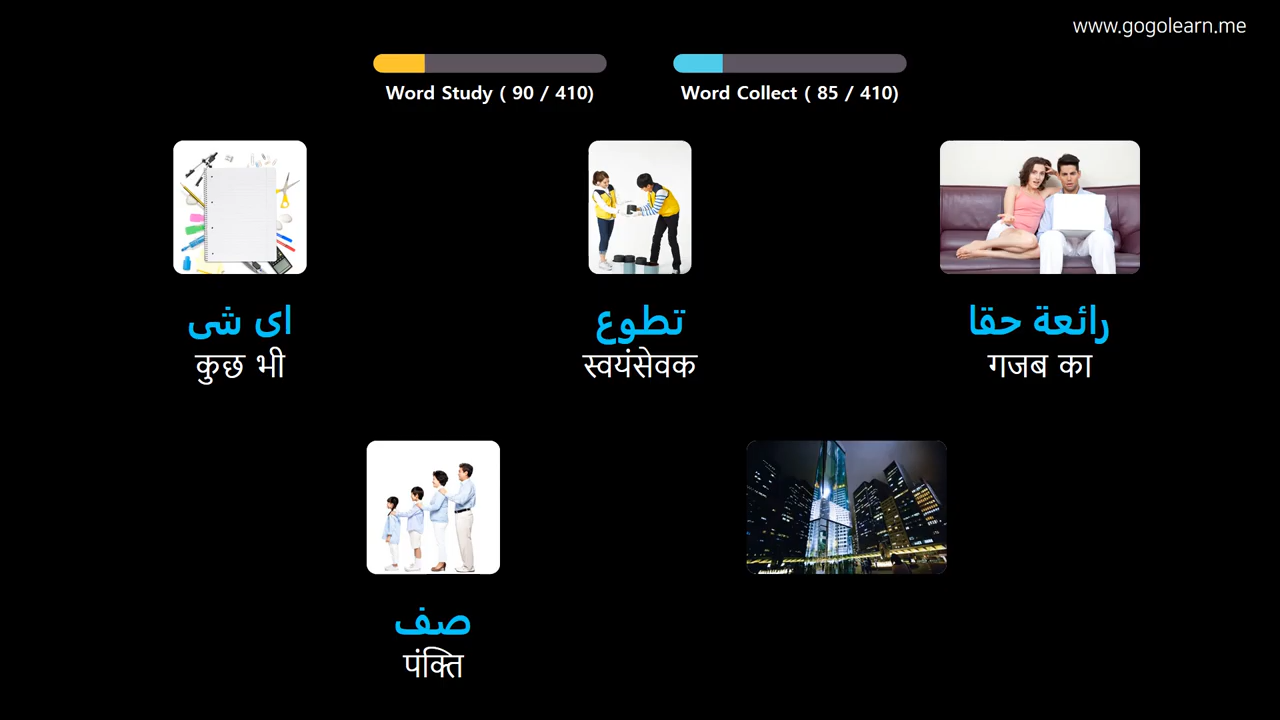 www.gogolearn.me
Word Study ( 90 / 410)
Word Collect ( 85 / 410)
ای شی
कुछ भी
تطوع
स्वयंसेवक
رائعة حقا
गजब का
صف
पंक्ति